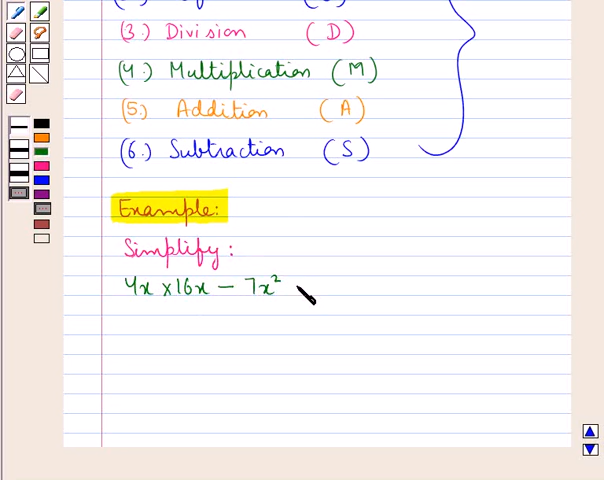 (3.) Division (D)
(4.) Multiplication (M)
(5.) Addition (A)
(6.) Subtraction (S)
Example:
Simplify:
4x × 16x − 7x²